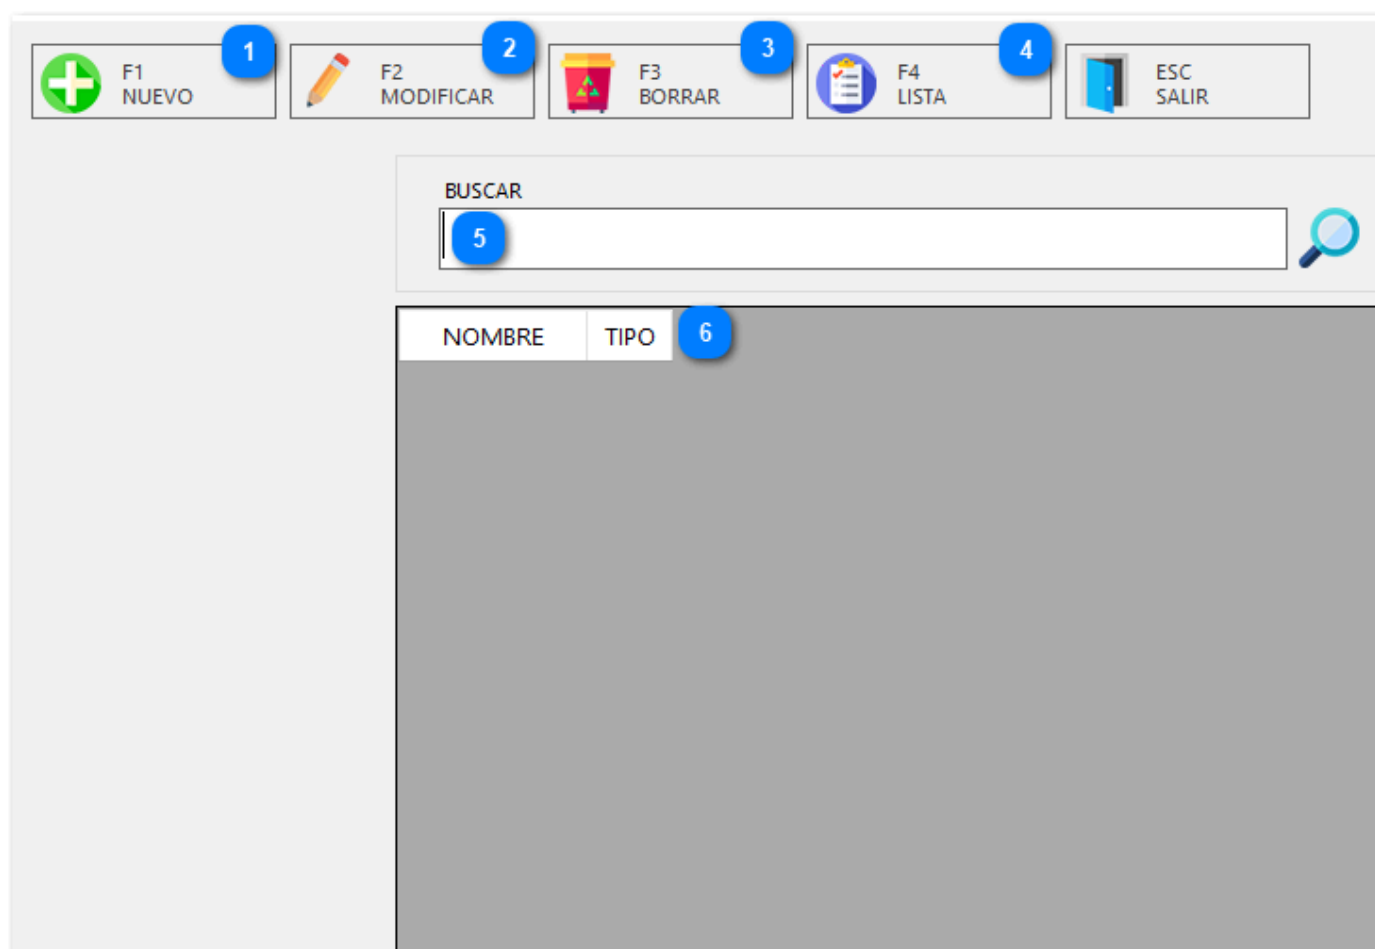 1
F1
NUEVO
2
F2
MODIFICAR
3
F3
BORRAR
4
F4
LISTA
ESC
SALIR
BUSCAR
5
NOMBRE TIPO 6